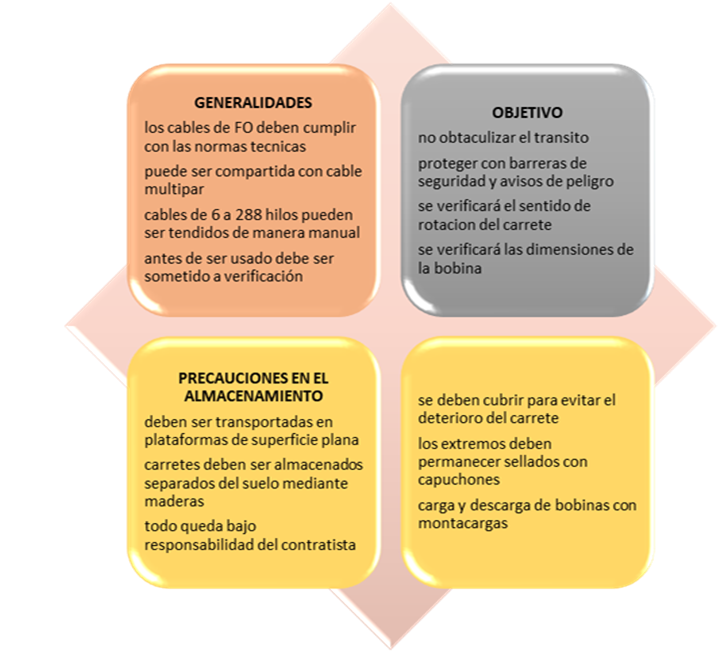 GENERALIDADES
los cables de FO deben cumplir
con las normas tecnicas
puede ser compartida con cable
multipar
cables de 6 a 288 hilos pueden
ser tendidos de manera manual
antes de ser usado debe ser
sometido a verificación
OBJETIVO
no obtaculizar el transito
proteger con barreras de
seguridad y avisos de peligro
se verificará el sentido de
rotacion del carrete
se verificará las dimensiones de
la bobina
PRECAUCIONES EN EL
ALMACENAMIENTO
deben ser transportadas en
plataformas de superficie plana
carretes deben ser almacenados
separados del suelo mediante
maderas
todo queda bajo
responsabilidad del contratista
se deben cubrir para evitar el
deterioro del carrete
los extremos deben
permanecer sellados con
capuchones
carga y descarga de bobinas con
montacargas